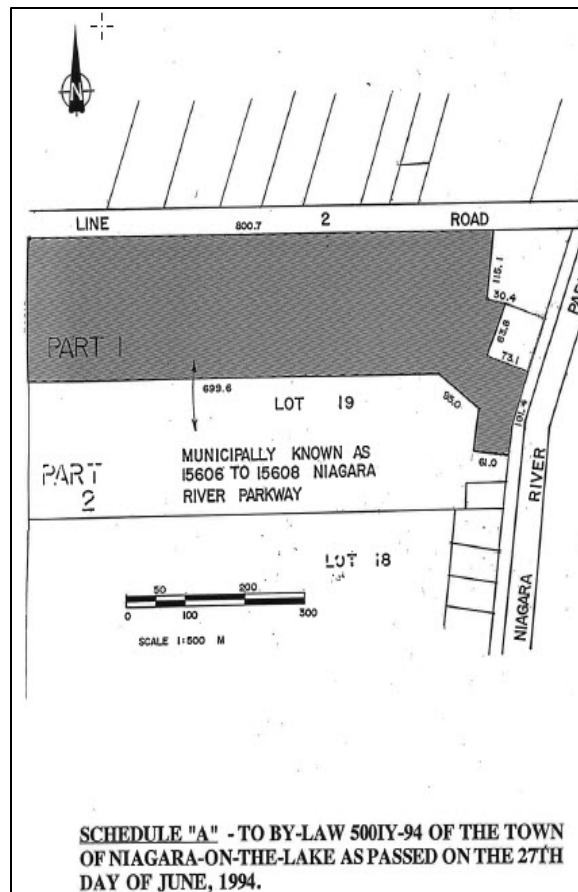 N
LINE 800.7 2 ROAD
115.1
30.4
63.8
73.1
PART 1
699.6
LOT 19
95.0
101.4
61.0
MUNICIPALLY KNOWN AS
15606 TO 15608 NIAGARA
RIVER PARKWAY
PART
2
LOT 18
NIAGARA RIVER
50 200
0 100 300
SCALE 1:500 M
SCHEDULE "A" - TO BY-LAW 500IY-94 OF THE TOWN
OF NIAGARA-ON-THE-LAKE AS PASSED ON THE 27TH
DAY OF JUNE, 1994.